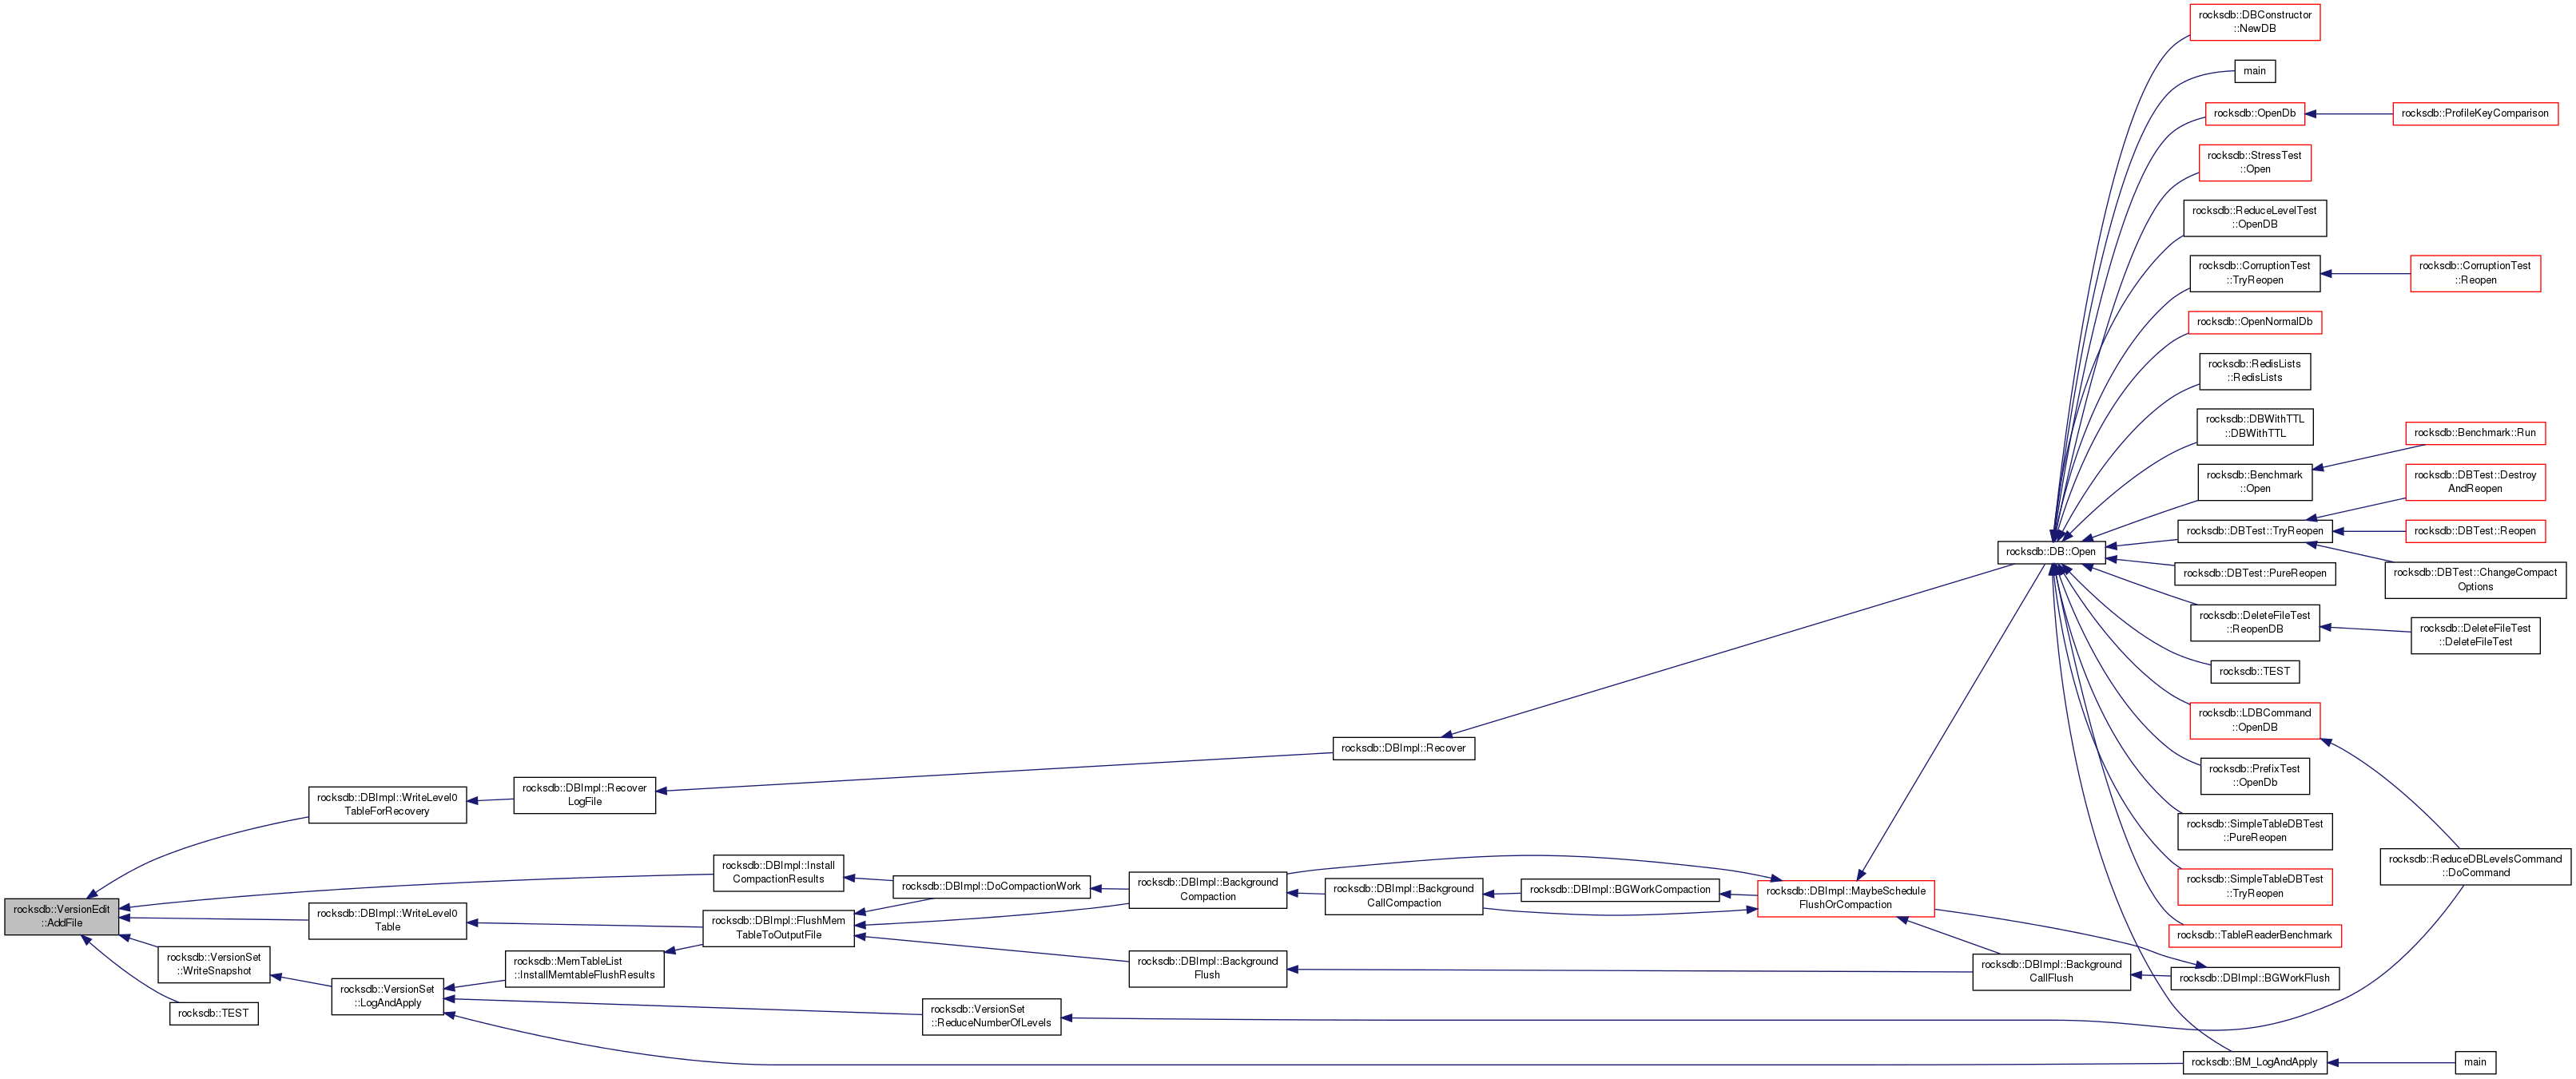 rocksdb::DBConstructor
::NewDB
main
rocksdb::OpenDb
rocksdb::ProfileKeyComparison
rocksdb::StressTest
::Open
rocksdb::ReduceLevelTest
::OpenDB
rocksdb::CorruptionTest
::TryReopen
rocksdb::CorruptionTest
::Reopen
rocksdb::OpenNormalDb
rocksdb::RedisLists
::RedisLists
rocksdb::DBWithTTL
::DBWithTTL
rocksdb::Benchmark::Run
rocksdb::Benchmark
::Open
rocksdb::DBTest::Destroy
AndReopen
rocksdb::DBTest::TryReopen
rocksdb::DBTest::Reopen
rocksdb::DB::Open
rocksdb::DBTest::PureReopen
rocksdb::DBTest::ChangeCompact
Options
rocksdb::DeleteFileTest
::ReopenDB
rocksdb::DeleteFileTest
::DeleteFileTest
rocksdb::TEST
rocksdb::LDBCommand
::OpenDB
rocksdb::DBImpl::Recover
rocksdb::PrefixTest
::OpenDb
rocksdb::DBImpl::WriteLevel0
TableForRecovery
rocksdb::DBImpl::Recover
LogFile
rocksdb::SimpleTableDBTest
::PureReopen
rocksdb::ReduceDBLevelsCommand
::DoCommand
rocksdb::DBImpl::Install
CompactionResults
rocksdb::DBImpl::DoCompactionWork
rocksdb::DBImpl::Background
Compaction
rocksdb::DBImpl::Background
CallCompaction
rocksdb::DBImpl::BGWorkCompaction
rocksdb::DBImpl::MaybeSchedule
FlushOrCompaction
rocksdb::SimpleTableDBTest
::TryReopen
rocksdb::VersionEdit
::AddFile
rocksdb::DBImpl::WriteLevel0
Table
rocksdb::DBImpl::FlushMem
TableToOutputFile
rocksdb::TableReaderBenchmark
rocksdb::VersionSet
::WriteSnapshot
rocksdb::MemTableList
::InstallMemtableFlushResults
rocksdb::DBImpl::Background
Flush
rocksdb::DBImpl::Background
CallFlush
rocksdb::DBImpl::BGWorkFlush
rocksdb::VersionSet
::LogAndApply
rocksdb::TEST
rocksdb::VersionSet
::ReduceNumberOfLevels
rocksdb::BM_LogAndApply
main